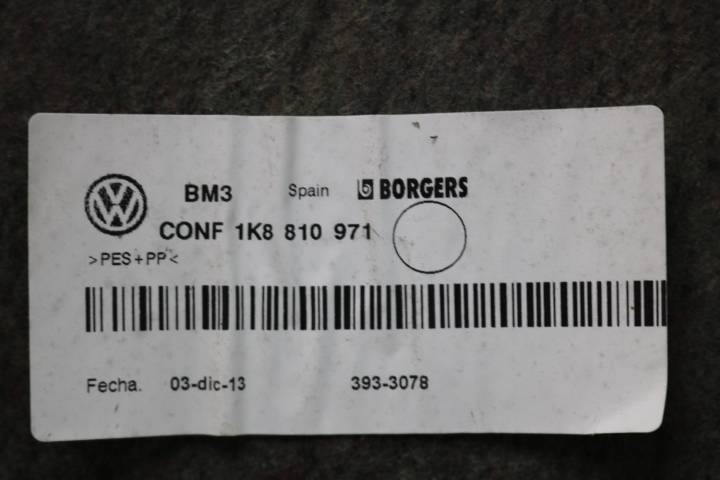 BM3 Spain BORGERS
CONF 1K8 810 971
>PES+PP<
Fecha. 03-dic-13 393-3078